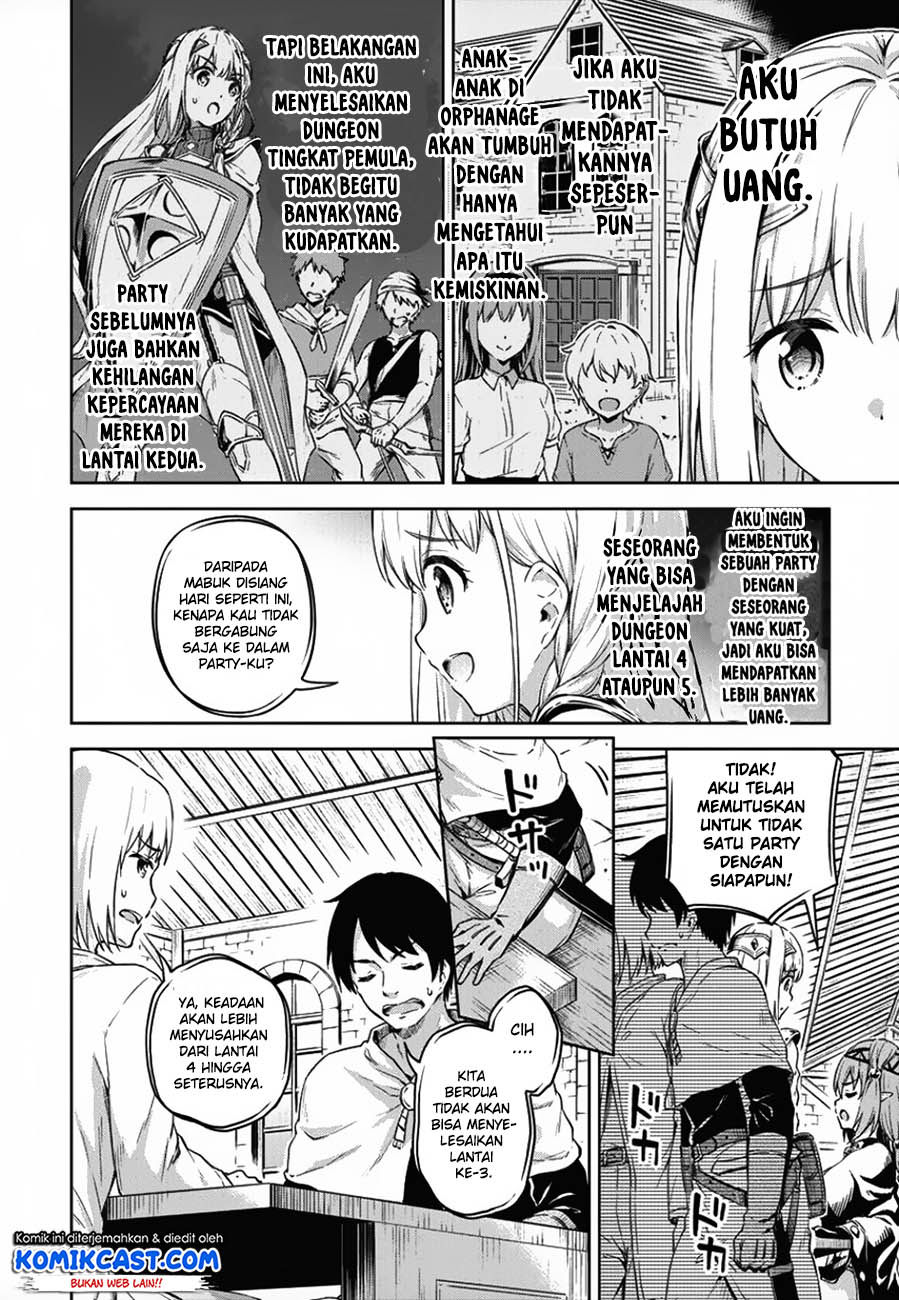 AKU
BUTUH
UANG.
JIKA AKU
TIDAK
MENDAPAT-
KANNYA
SEPESER-
PUN
ANAK-
ANAK DI
ORPHANAGE
AKAN TUMBUH
DENGAN
HANYA
MENGETAHUI
APA ITU
KEMISKINAN.
TAPI BELAKANGAN
INI, AKU
MENYELESAIKAN
DUNGEON
TINGKAT PEMULA,
TIDAK BEGITU
BANYAK YANG
KUDAPATKAN.
PARTY
SEBELUMNYA
JUGA BAHKAN
KEHILANGAN
KEPERCAYAAN
MEREKA DI
LANTAI KEDUA.
AKU INGIN
MEMBENTUK
SEBUAH PARTY
DENGAN
SESEORANG
YANG KUAT,
JADI AKU BISA
MENDAPATKAN
LEBIH BANYAK
UANG.
SESEORANG
YANG BISA
MENJELAJAH
DUNGEON
LANTAI 4
ATAUPUN 5.
DARIPADA
MABUK DISIANG
HARI SEPERTI INI,
KENAPA KAU TIDAK
BERGABUNG
SAJA KE DALAM
PARTY-KU?
TIDAK!
AKU TELAH
MEMUTUSKAN
UNTUK TIDAK
SATU PARTY
DENGAN
SIAPAPUN!
ドカ
ドカ
ドサッ
CIH
....
KITA
BERDUA
TIDAK AKAN
BISA MENYE-
LESAIKAN
LANTAI
KE-3.
YA, KEADAAN
AKAN LEBIH
MENYUSAHKAN
DARI LANTAI
4 HINGGA
SETERUSNYA.
Komik ini diterjemahkan & diedit oleh
KOMIKCAST.COM
BUKAN WEB LAIN!!